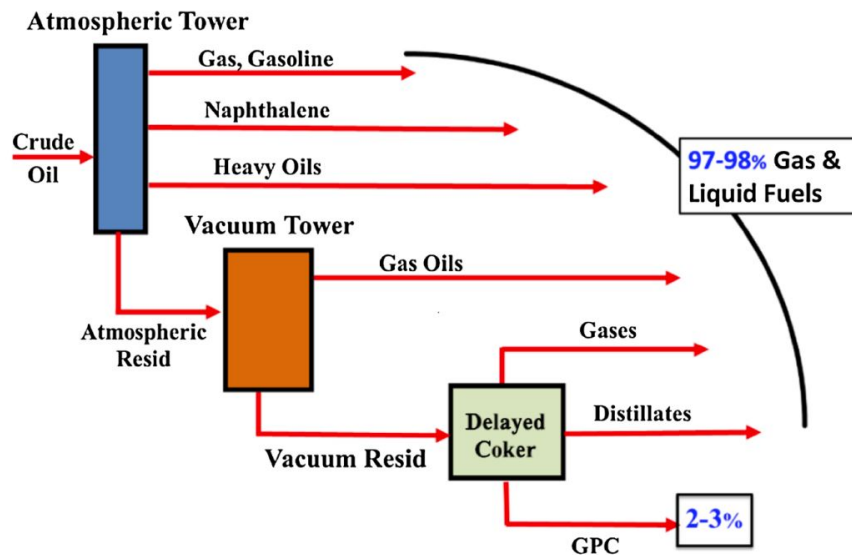 Atmospheric Tower
Gas, Gasoline
Naphthalene
Crude
Oil
Heavy Oils
97-98% Gas &
Liquid Fuels
Vacuum Tower
Gas Oils
Atmospheric
Resid
Gases
Delayed
Coker
Distillates
Vacuum Resid
GPC
2-3%